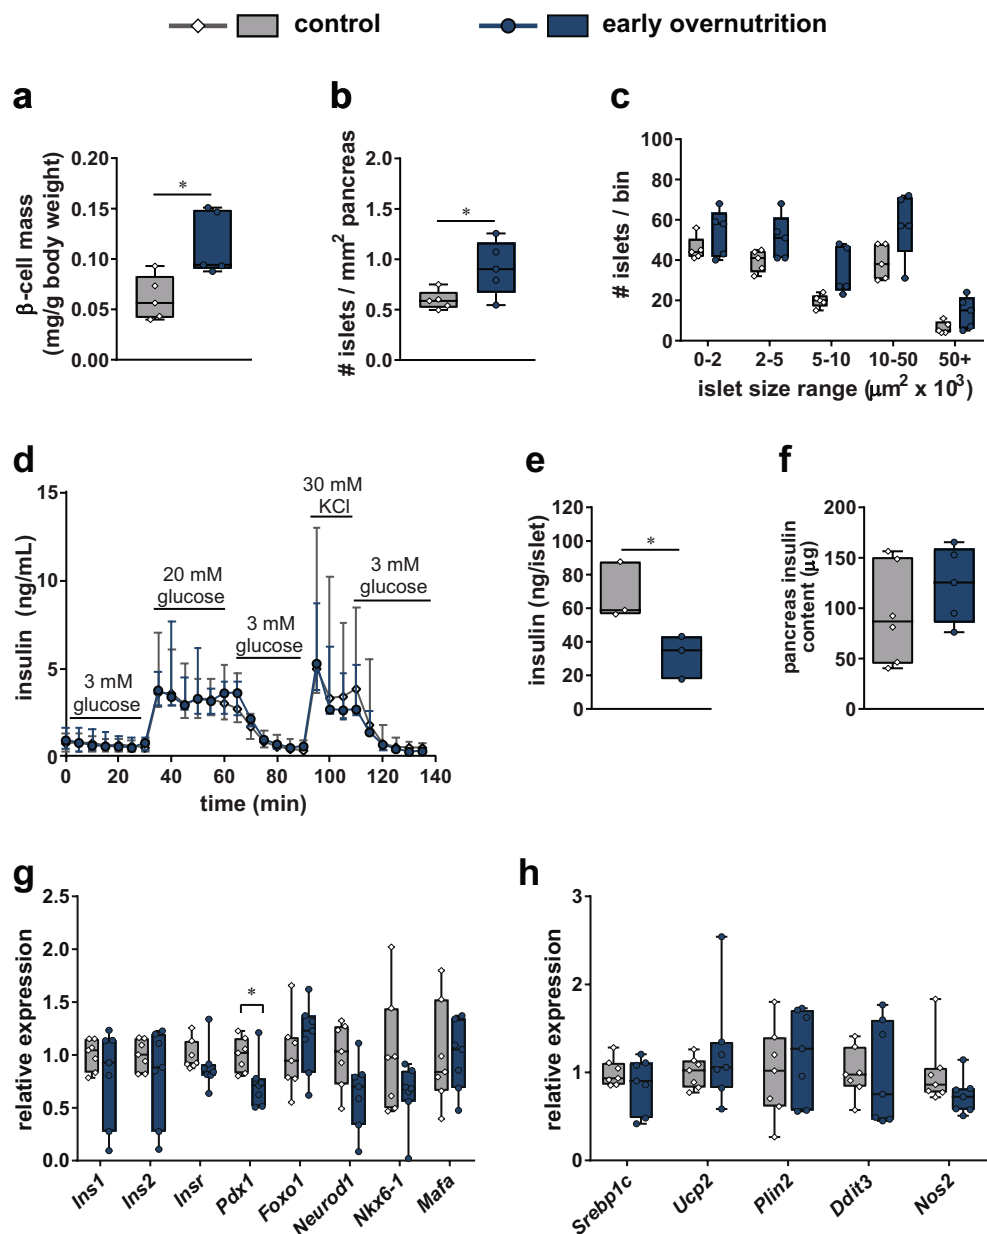 control
early overnutrition
a
β-cell mass
(mg/g body weight)
0.20
0.15
0.10
0.05
0.00
*
b
# islets / mm² pancreas
2.0
1.5
1.0
0.5
0.0
*
c
# islets / bin
100
80
60
40
20
0
0-2 2-5 5-10 10-50 50+
islet size range (μm² x 10³)
d
insulin (ng/mL)
15
10
5
0
3 mM
glucose
20 mM
glucose
3 mM
glucose
30 mM
KCl
3 mM
glucose
0 20 40 60 80 100 120 140
time (min)
e
insulin (ng/islet)
120
100
80
60
40
20
0
*
f
pancreas insulin
content (μg)
200
150
100
50
0
g
relative expression
2.5
2.0
1.5
1.0
0.5
0.0
*
Ins1 Ins2 Insr Pdx1 Foxo1 Neurod1 Nkx6-1 Mafa
h
relative expression
3
2
1
0
Srebp1c Ucp2 Plin2 Ddit3 Nos2